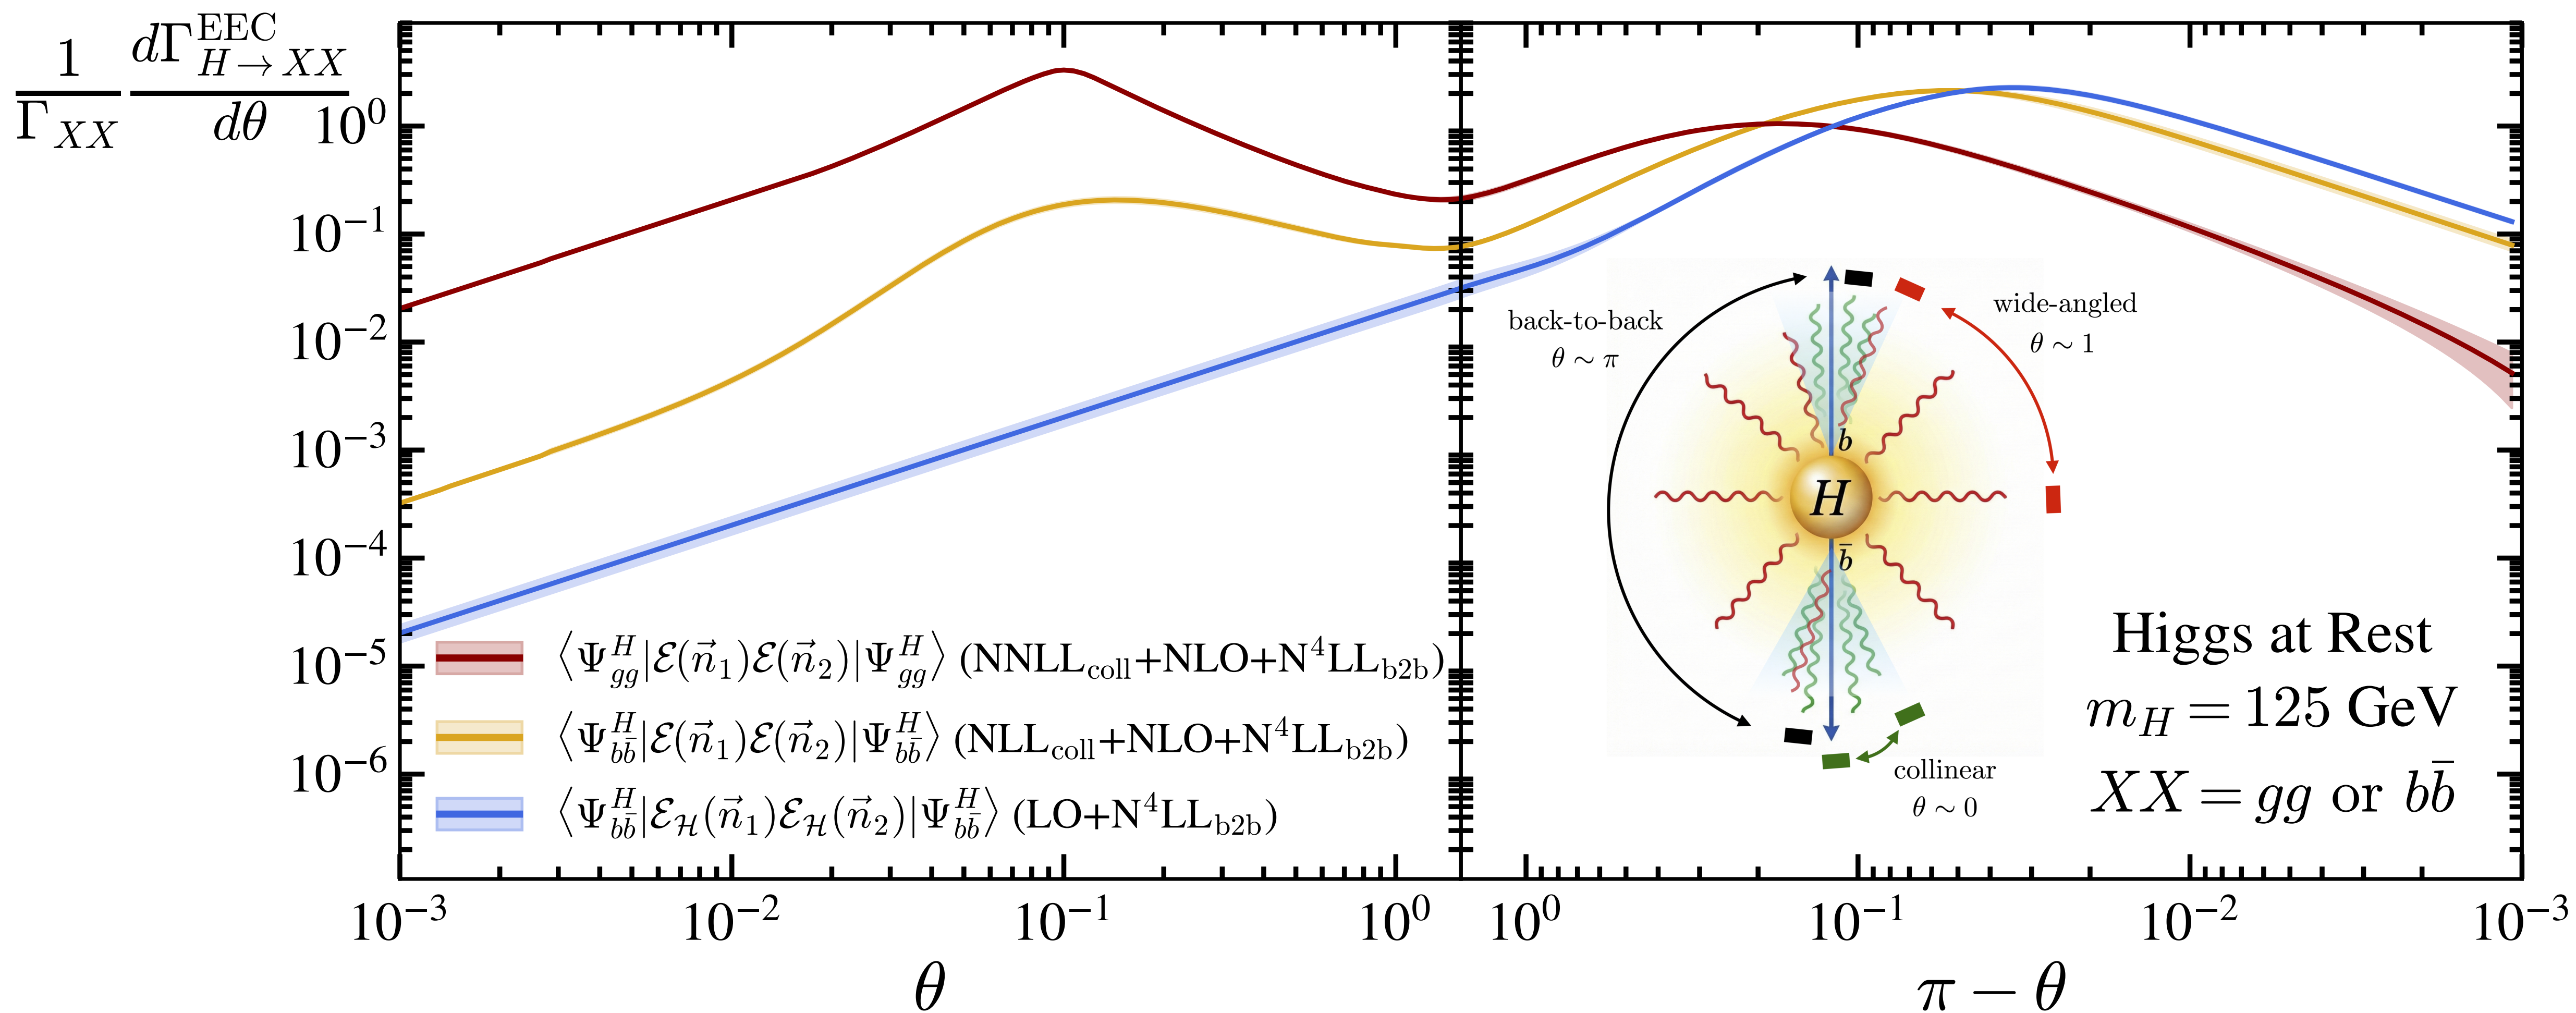 1/Γ_XX dΓ^EEC_{H→XX}/dθ
10^0
10^−1
10^−2
10^−3
10^−4
10^−5
10^−6
⟨Ψ^H_gg|ℰ(n⃗_1)ℰ(n⃗_2)|Ψ^H_gg⟩ (NNLL_coll+NLO+N^4LL_b2b)
⟨Ψ^H_bb̄|ℰ(n⃗_1)ℰ(n⃗_2)|Ψ^H_bb̄⟩ (NLL_coll+NLO+N^4LL_b2b)
⟨Ψ^H_bb̄|ℰ_ℋ(n⃗_1)ℰ_ℋ(n⃗_2)|Ψ^H_bb̄⟩ (LO+N^4LL_b2b)
back-to-back
θ ∼ π
wide-angled
θ ∼ 1
b
H
b̄
collinear
θ ∼ 0
Higgs at Rest
m_H = 125 GeV
XX = gg or bb̄
10^−3 10^−2 10^−1 10^0 10^0 10^−1 10^−2 10^−3
θ
π − θ